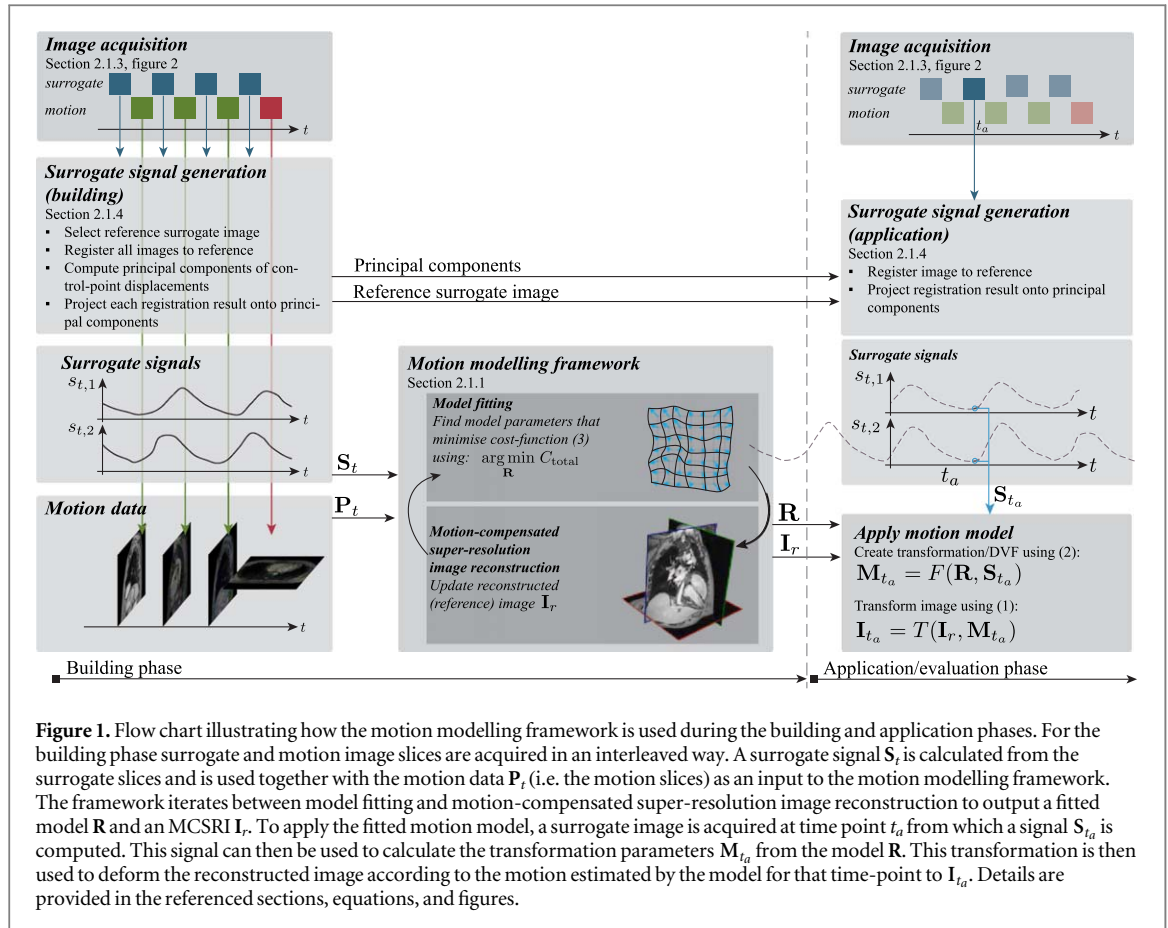 Image acquisition
Section 2.1.3, figure 2
surrogate
motion
t
Surrogate signal generation
(building)
Section 2.1.4
▪ Select reference surrogate image
▪ Register all images to reference
▪ Compute principal components of con-
trol-point displacements
▪ Project each registration result onto princi-
pal components
Principal components
Reference surrogate image
Surrogate signals
s_{t,1}
t
s_{t,2}
t
Motion data
t
S_t
P_t
Motion modelling framework
Section 2.1.1
Model fitting
Find model parameters that
minimise cost-function (3)
using: arg min C_total
R
Motion-compensated
super-resolution
image reconstruction
Update reconstructed
(reference) image I_r
R
I_r
Image acquisition
Section 2.1.3, figure 2
surrogate
motion
t_a
t
Surrogate signal generation
(application)
Section 2.1.4
▪ Register image to reference
▪ Project registration result onto principal
components
Surrogate signals
s_{t,1}
t
s_{t,2}
t
t_a
S_{t_a}
Apply motion model
Create transformation/DVF using (2):
M_{t_a} = F(R, S_{t_a})
Transform image using (1):
I_{t_a} = T(I_r, M_{t_a})
Building phase
Application/evaluation phase
Figure 1. Flow chart illustrating how the motion modelling framework is used during the building and application phases. For the
building phase surrogate and motion image slices are acquired in an interleaved way. A surrogate signal S_t is calculated from the
surrogate slices and is used together with the motion data P_t (i.e. the motion slices) as an input to the motion modelling framework.
The framework iterates between model fitting and motion-compensated super-resolution image reconstruction to output a fitted
model R and an MCSRI I_r. To apply the fitted motion model, a surrogate image is acquired at time point t_a from which a signal S_{t_a} is
computed. This signal can then be used to calculate the transformation parameters M_{t_a} from the model R. This transformation is then
used to deform the reconstructed image according to the motion estimated by the model for that time-point to I_{t_a}. Details are
provided in the referenced sections, equations, and figures.